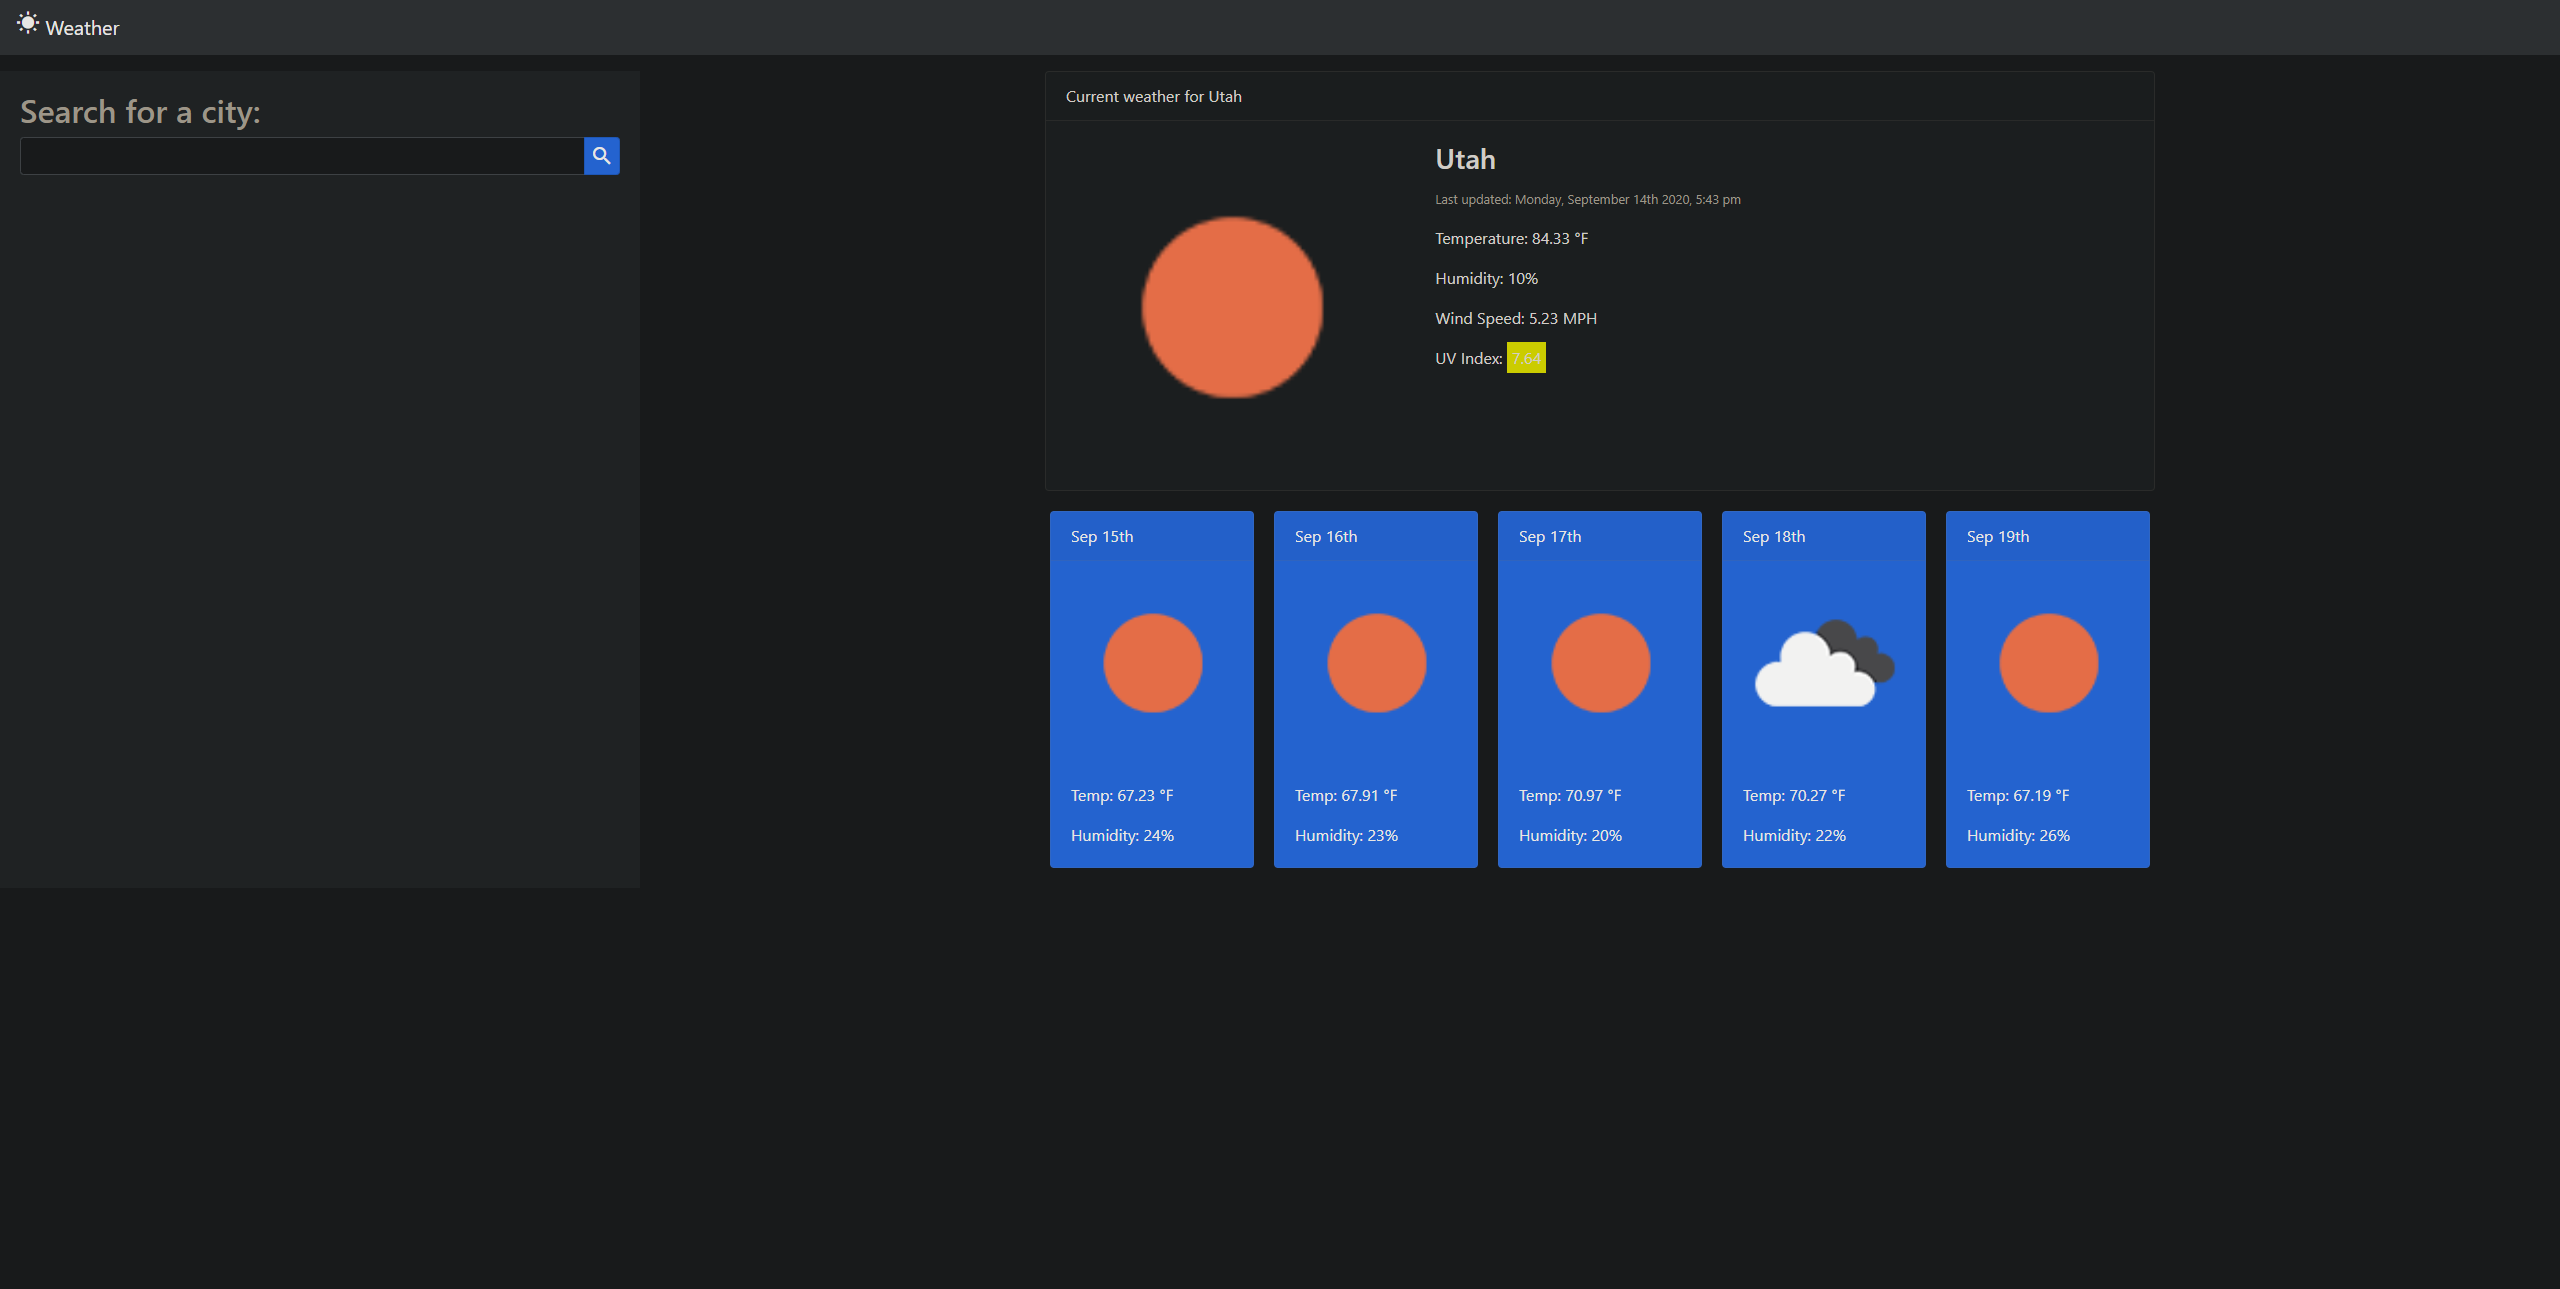 Weather
Search for a city:
Current weather for Utah
Utah
Last updated: Monday, September 14th 2020, 5:43 pm
Temperature: 84.33 °F
Humidity: 10%
Wind Speed: 5.23 MPH
UV Index: 7.64
Sep 15th
Temp: 67.23 °F
Humidity: 24%
Sep 16th
Temp: 67.91 °F
Humidity: 23%
Sep 17th
Temp: 70.97 °F
Humidity: 20%
Sep 18th
Temp: 70.27 °F
Humidity: 22%
Sep 19th
Temp: 67.19 °F
Humidity: 26%